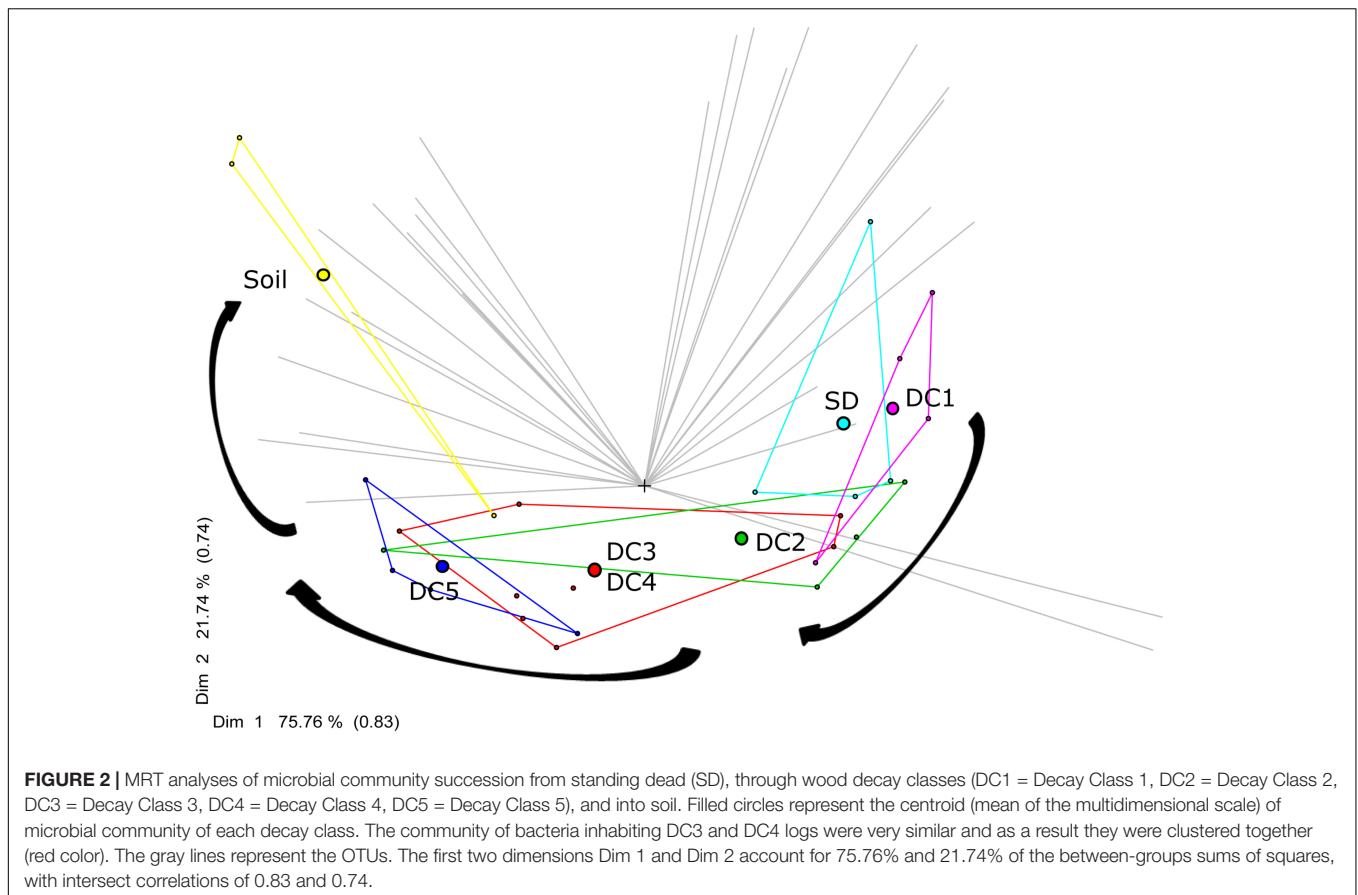 Soil
SD
DC1
DC2
DC3
DC4
DC5
Dim 2 21.74 % (0.74)
Dim 1 75.76 % (0.83)
FIGURE 2 | MRT analyses of microbial community succession from standing dead (SD), through wood decay classes (DC1 = Decay Class 1, DC2 = Decay Class 2,
DC3 = Decay Class 3, DC4 = Decay Class 4, DC5 = Decay Class 5), and into soil. Filled circles represent the centroid (mean of the multidimensional scale) of
microbial community of each decay class. The community of bacteria inhabiting DC3 and DC4 logs were very similar and as a result they were clustered together
(red color). The gray lines represent the OTUs. The first two dimensions Dim 1 and Dim 2 account for 75.76% and 21.74% of the between-groups sums of squares,
with intersect correlations of 0.83 and 0.74.